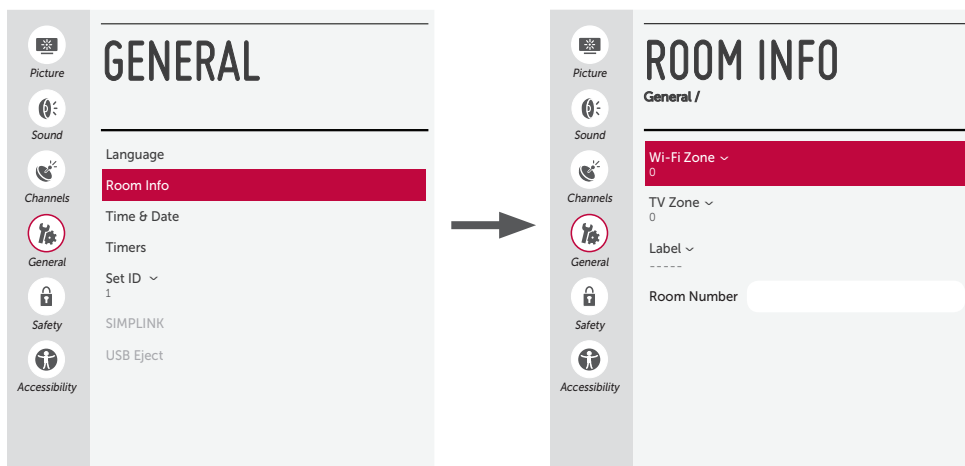 Picture
Sound
Channels
General
Safety
Accessibility
GENERAL
Language
Room Info
Time & Date
Timers
Set ID
1
SIMPLINK
USB Eject
Picture
Sound
Channels
General
Safety
Accessibility
ROOM INFO
General /
Wi-Fi Zone
0
TV Zone
0
Label
-----
Room Number